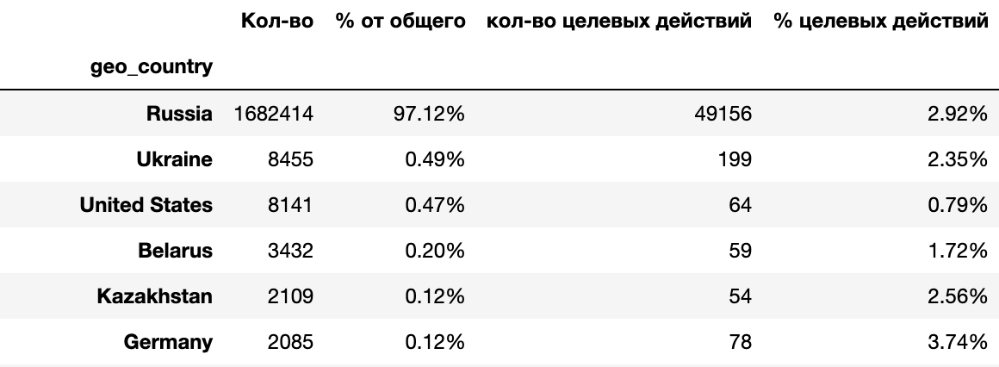 Кол-во % от общего кол-во целевых действий % целевых действий
geo_country
Russia 1682414 97.12% 49156 2.92%
Ukraine 8455 0.49% 199 2.35%
United States 8141 0.47% 64 0.79%
Belarus 3432 0.20% 59 1.72%
Kazakhstan 2109 0.12% 54 2.56%
Germany 2085 0.12% 78 3.74%